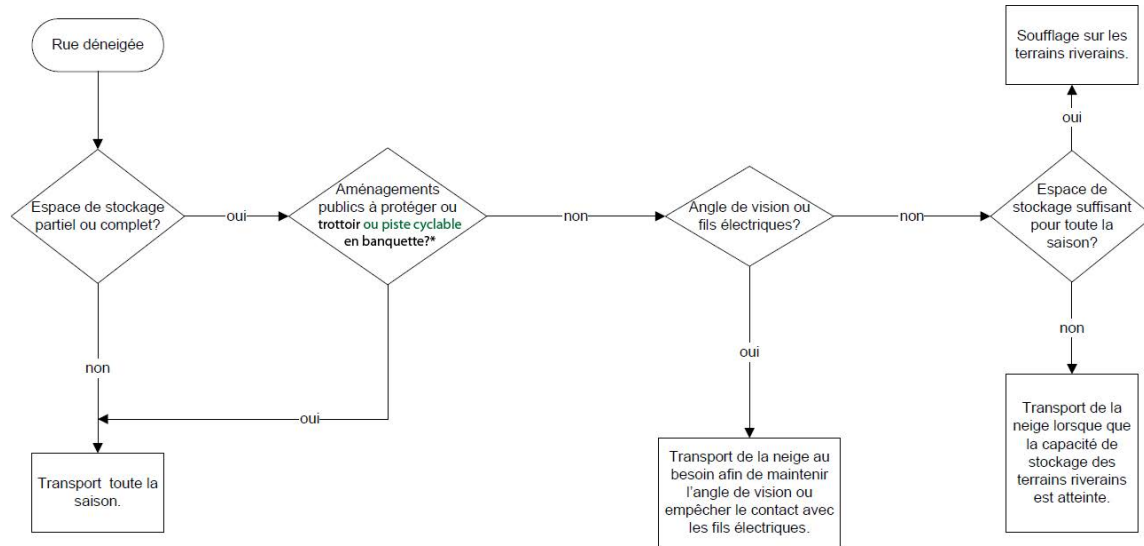 Rue déneigée
Espace de stockage
partiel ou complet?
oui
Aménagements
publics à protéger ou
trottoir ou piste cyclable
en banquette?*
non
Angle de vision ou
fils électriques?
non
Espace de
stockage suffisant
pour toute la
saison?
oui
Soufflage sur les
terrains riverains.
non
oui
oui
non
Transport toute la
saison.
Transport de la neige au
besoin afin de maintenir
l'angle de vision ou
empêcher le contact avec
les fils électriques.
Transport de la
neige lorsque que
la capacité de
stockage des
terrains riverains
est atteinte.